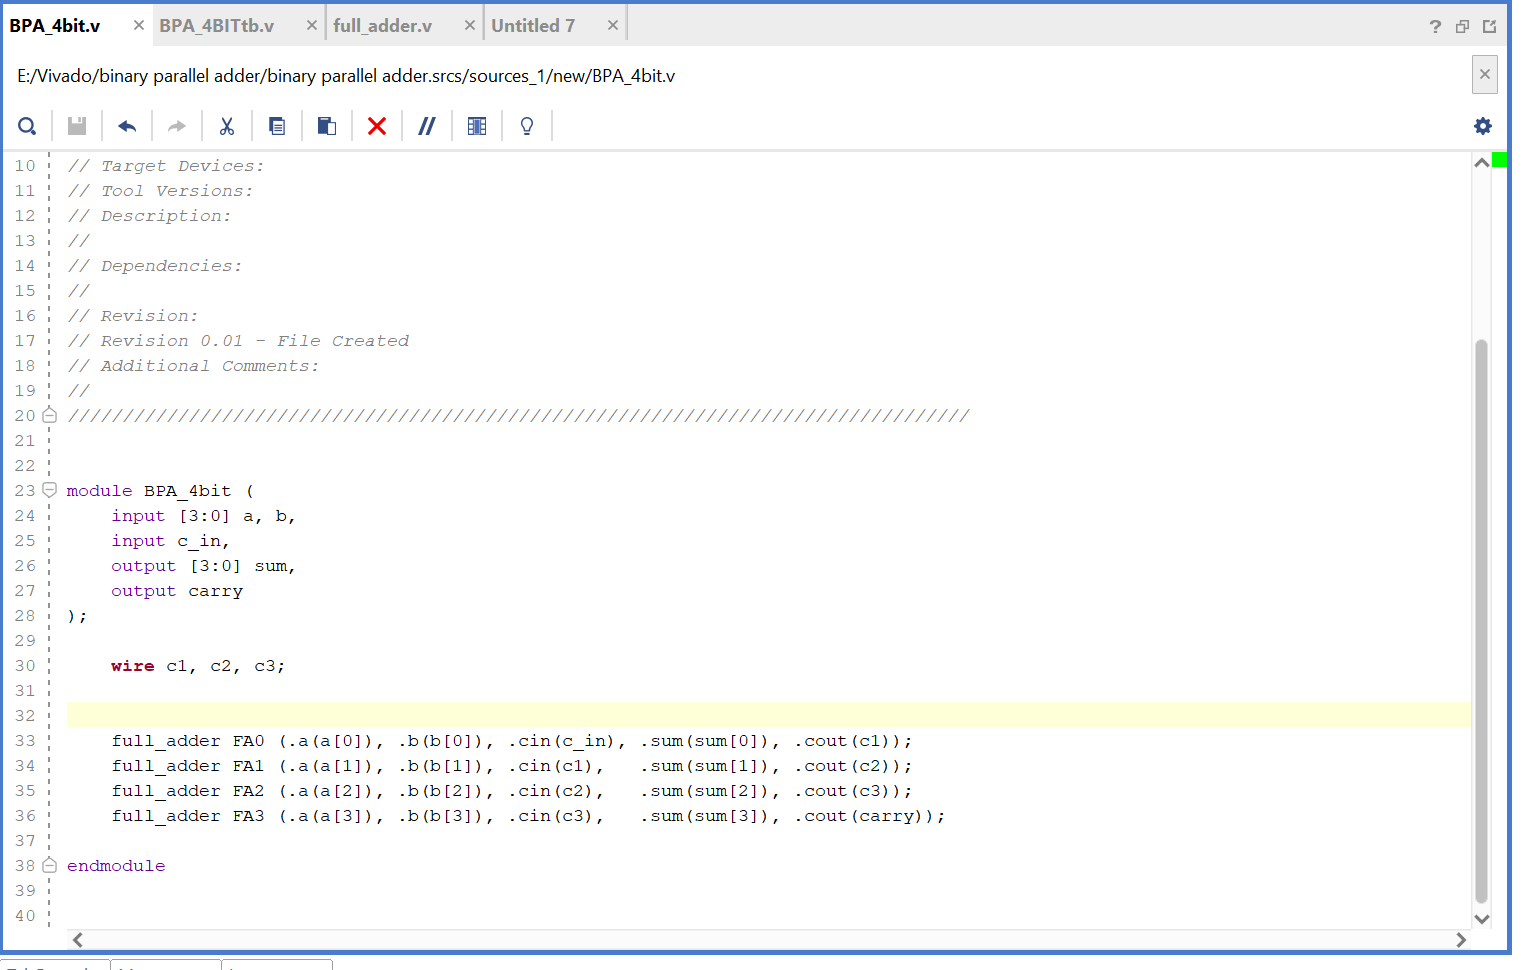 BPA_4bit.v × BPA_4BITtb.v × full_adder.v × Untitled 7 ×
E:/Vivado/binary parallel adder/binary parallel adder.srcs/sources_1/new/BPA_4bit.v
10 // Target Devices:
11 // Tool Versions:
12 // Description:
13 //
14 // Dependencies:
15 //
16 // Revision:
17 // Revision 0.01 - File Created
18 // Additional Comments:
19 //
20 //////////////////////////////////////////////////////////////////////////////////
21
22
23 module BPA_4bit (
24     input [3:0] a, b,
25     input c_in,
26     output [3:0] sum,
27     output carry
28 );
29
30     wire c1, c2, c3;
31
32
33     full_adder FA0 (.a(a[0]), .b(b[0]), .cin(c_in), .sum(sum[0]), .cout(c1));
34     full_adder FA1 (.a(a[1]), .b(b[1]), .cin(c1),   .sum(sum[1]), .cout(c2));
35     full_adder FA2 (.a(a[2]), .b(b[2]), .cin(c2),   .sum(sum[2]), .cout(c3));
36     full_adder FA3 (.a(a[3]), .b(b[3]), .cin(c3),   .sum(sum[3]), .cout(carry));
37
38 endmodule
39
40